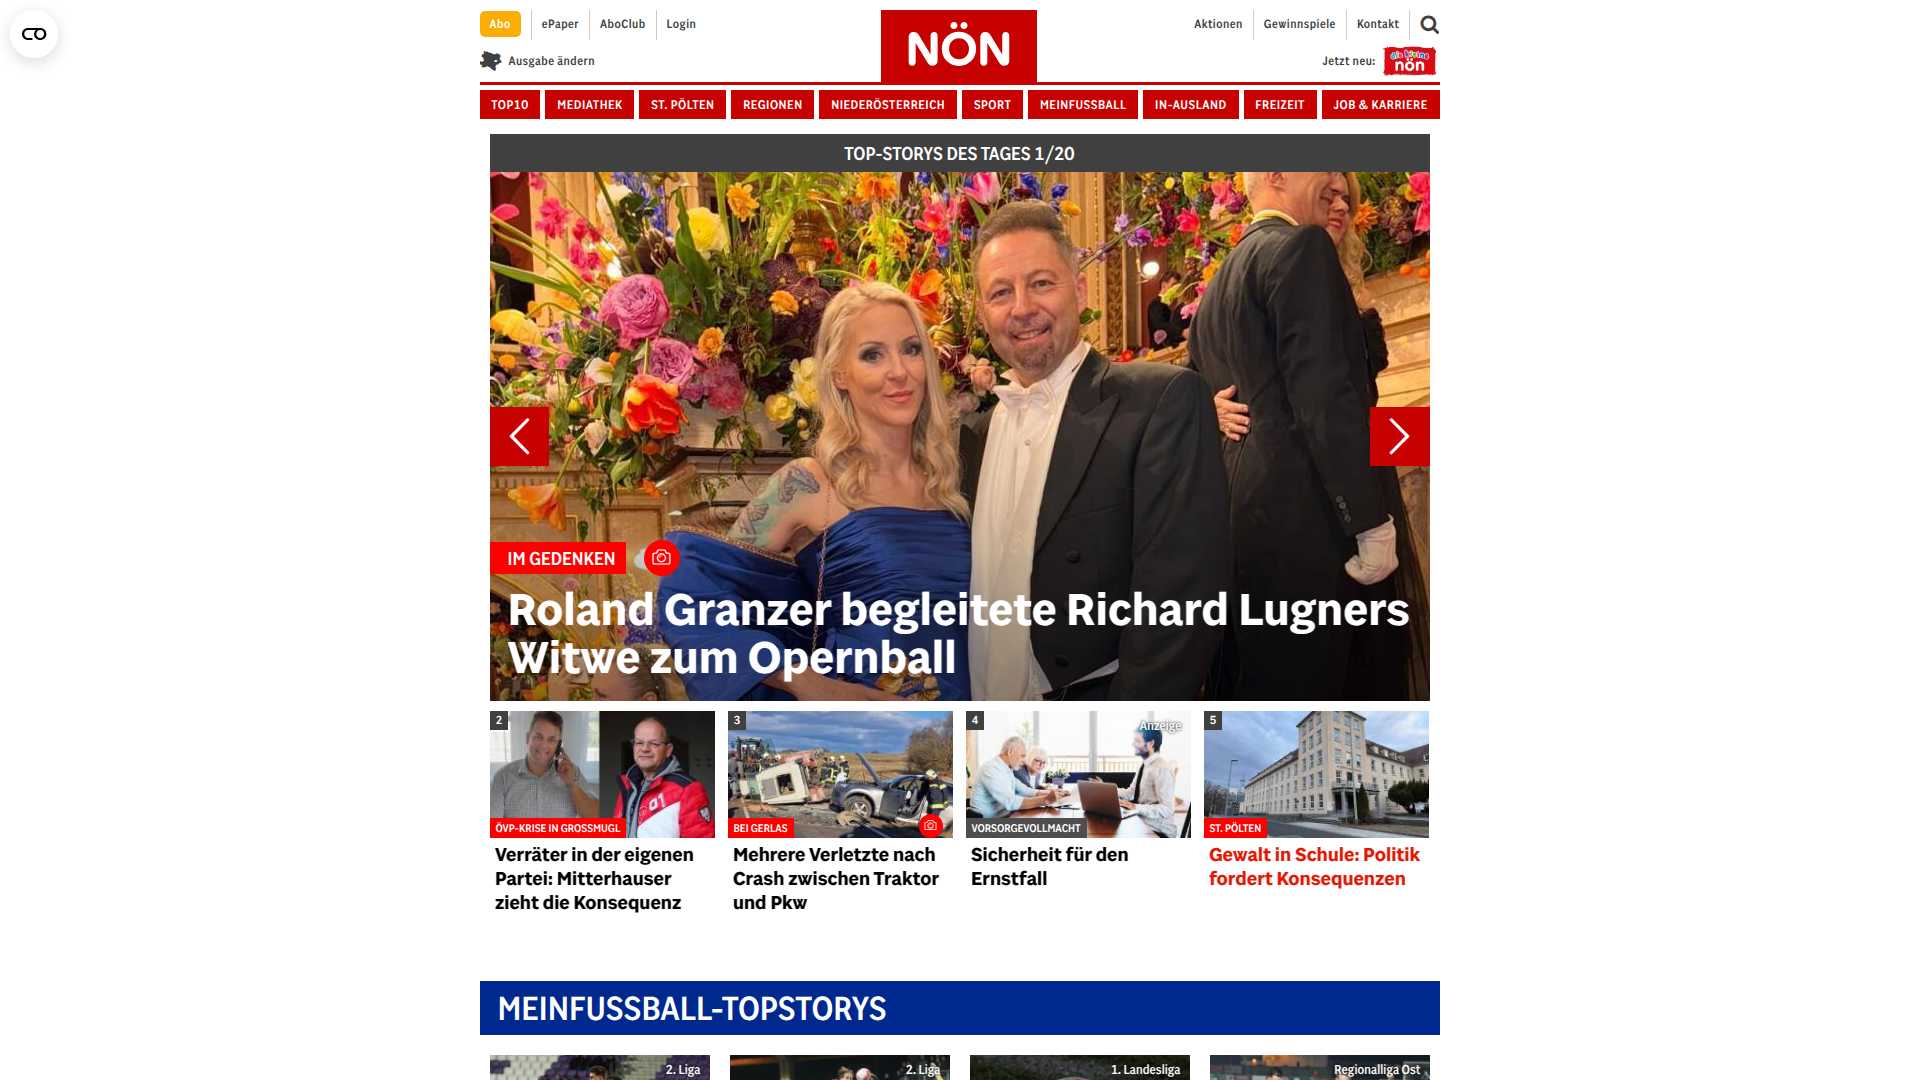 Abo
ePaper
AboClub
Login
NÖN
Aktionen
Gewinnspiele
Kontakt
Ausgabe ändern
Jetzt neu:
die kleine
nön
TOP10
MEDIATHEK
ST. PÖLTEN
REGIONEN
NIEDERÖSTERREICH
SPORT
MEINFUSSBALL
IN-AUSLAND
FREIZEIT
JOB & KARRIERE
TOP-STORYS DES TAGES 1/20
IM GEDENKEN
Roland Granzer begleitete Richard Lugners
Witwe zum Opernball
2
ÖVP-KRISE IN GROSSMUGL
Verräter in der eigenen
Partei: Mitterhauser
zieht die Konsequenz
3
BEI GERLAS
Mehrere Verletzte nach
Crash zwischen Traktor
und Pkw
4
Anzeige
VORSORGEVOLLMACHT
Sicherheit für den
Ernstfall
5
ST. PÖLTEN
Gewalt in Schule: Politik
fordert Konsequenzen
MEINFUSSBALL-TOPSTORYS
2. Liga
2. Liga
1. Landesliga
Regionalliga Ost